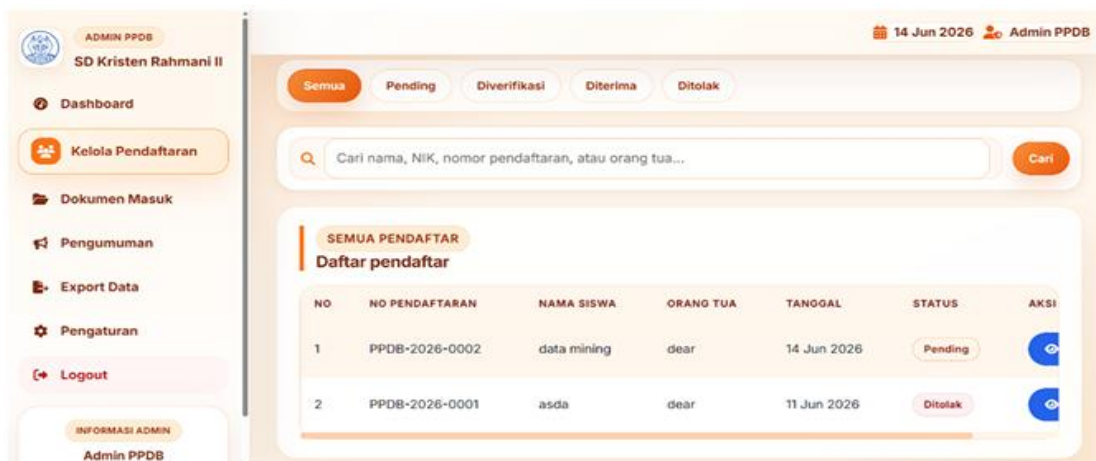 ADMIN PPDB
SD Kristen Rahmani II
Dashboard
Kelola Pendaftaran
Dokumen Masuk
Pengumuman
Export Data
Pengaturan
Logout
INFORMASI ADMIN
Admin PPDB
14 Jun 2026 Admin PPDB
Semua Pending Diverifikasi Diterima Ditolak
Cari nama, NIK, nomor pendaftaran, atau orang tua... Cari
SEMUA PENDAFTAR
Daftar pendaftar
NO NO PENDAFTARAN NAMA SISWA ORANG TUA TANGGAL STATUS AKSI
1 PPDB-2026-0002 data mining dear 14 Jun 2026 Pending
2 PPDB-2026-0001 asda dear 11 Jun 2026 Ditolak